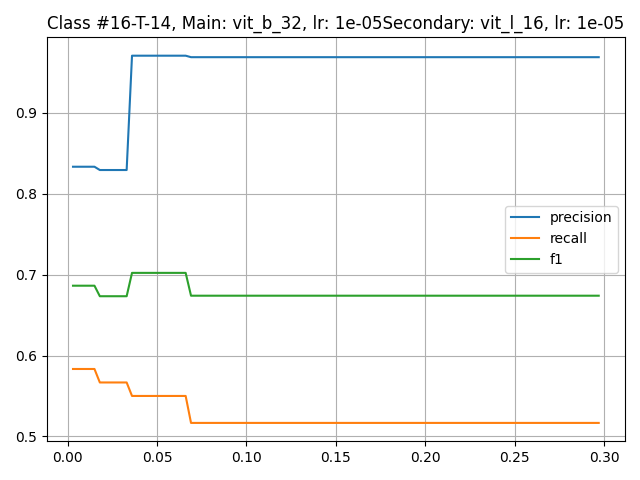 Class #16-T-14, Main: vit_b_32, lr: 1e-05Secondary: vit_l_16, lr: 1e-05
0.9
0.8
0.7
0.6
0.5
precision
recall
f1
0.00 0.05 0.10 0.15 0.20 0.25 0.30